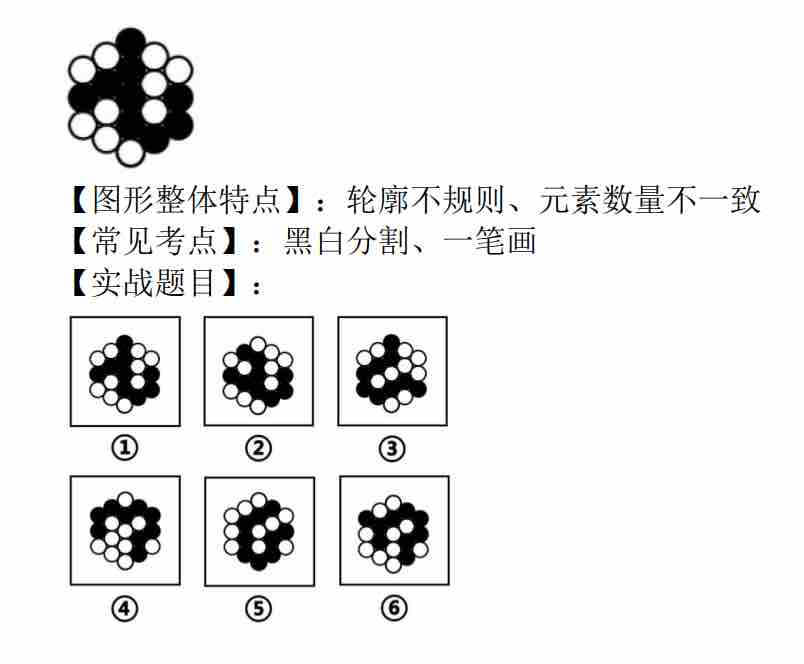 【图形整体特点】：轮廓不规则、元素数量不一致
【常见考点】：黑白分割、一笔画
【实战题目】：
① ② ③
④ ⑤ ⑥